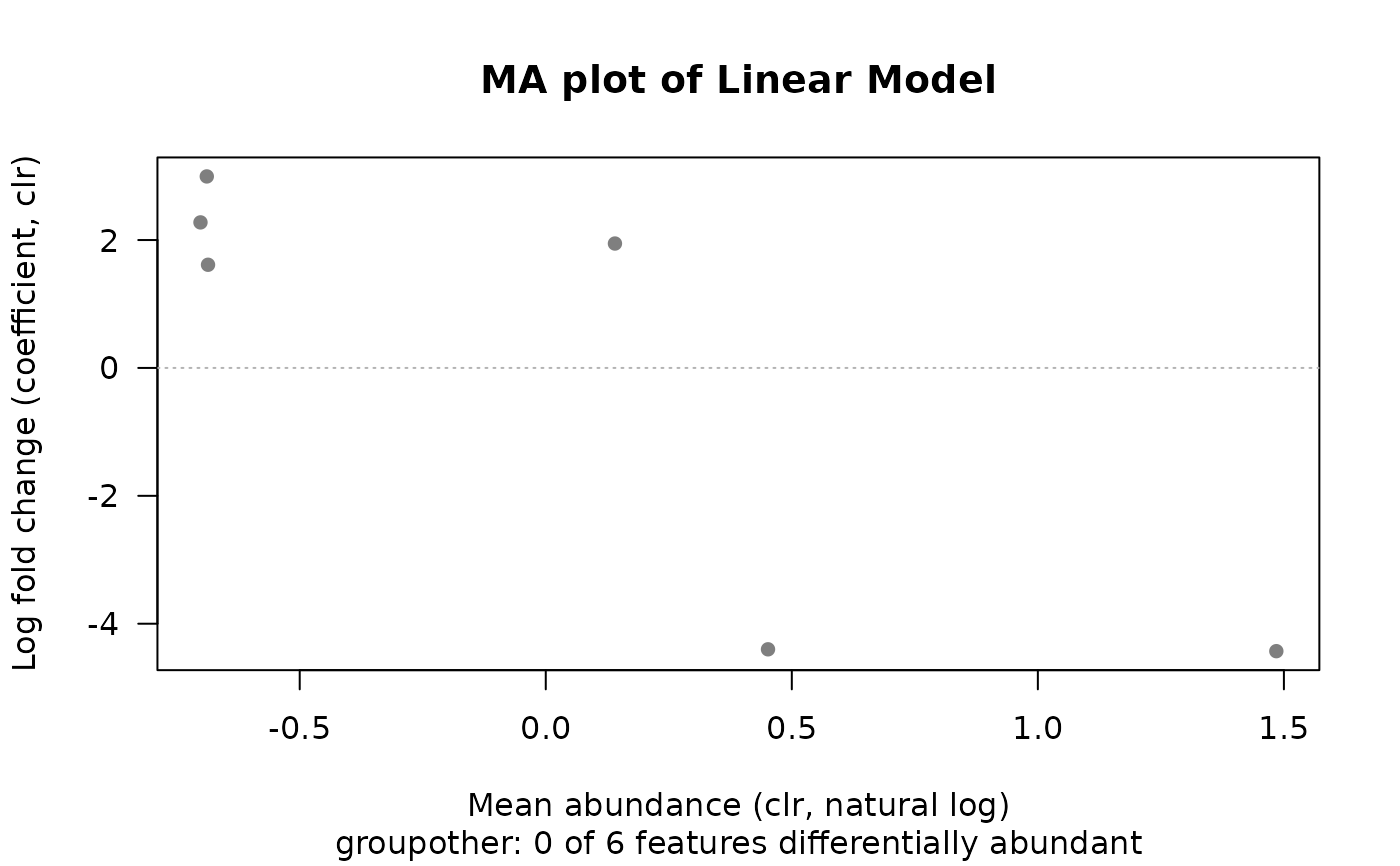 MA plot of Linear Model
Log fold change (coefficient, clr)
2
0
-2
-4
-0.5 0.0 0.5 1.0 1.5
Mean abundance (clr, natural log)
groupother: 0 of 6 features differentially abundant